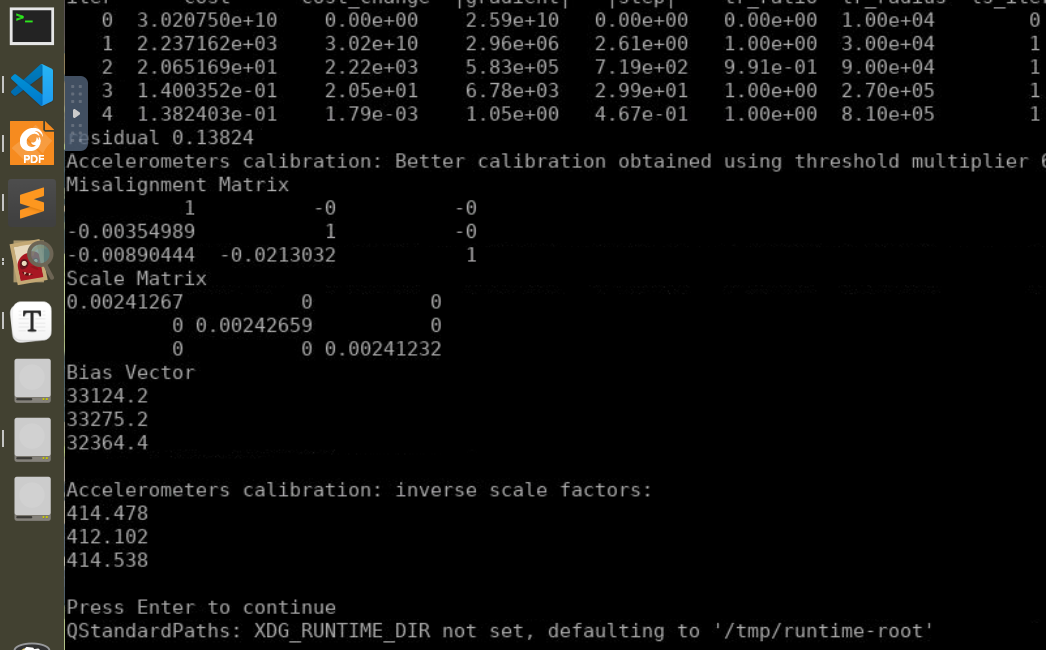 iter cost cost_change |gradient| |step| tr_ratio tr_radius ls_iter
0 3.020750e+10 0.00e+00 2.59e+10 0.00e+00 0.00e+00 1.00e+04 0
1 2.237162e+03 3.02e+10 2.96e+06 2.61e+00 1.00e+00 3.00e+04 1
2 2.065169e+01 2.22e+03 5.83e+05 7.19e+02 9.91e-01 9.00e+04 1
3 1.400352e-01 2.05e+01 6.78e+03 2.99e+01 1.00e+00 2.70e+05 1
4 1.382403e-01 1.79e-03 1.05e+00 4.67e-01 1.00e+00 8.10e+05 1
residual 0.13824
Accelerometers calibration: Better calibration obtained using threshold multiplier 6
Misalignment Matrix
1 -0 -0
-0.00354989 1 -0
-0.00890444 -0.0213032 1
Scale Matrix
0.00241267 0 0
0 0.00242659 0
0 0 0.00241232
Bias Vector
33124.2
33275.2
32364.4
Accelerometers calibration: inverse scale factors:
414.478
412.102
414.538
Press Enter to continue
QStandardPaths: XDG_RUNTIME_DIR not set, defaulting to '/tmp/runtime-root'
>_
PDF
T